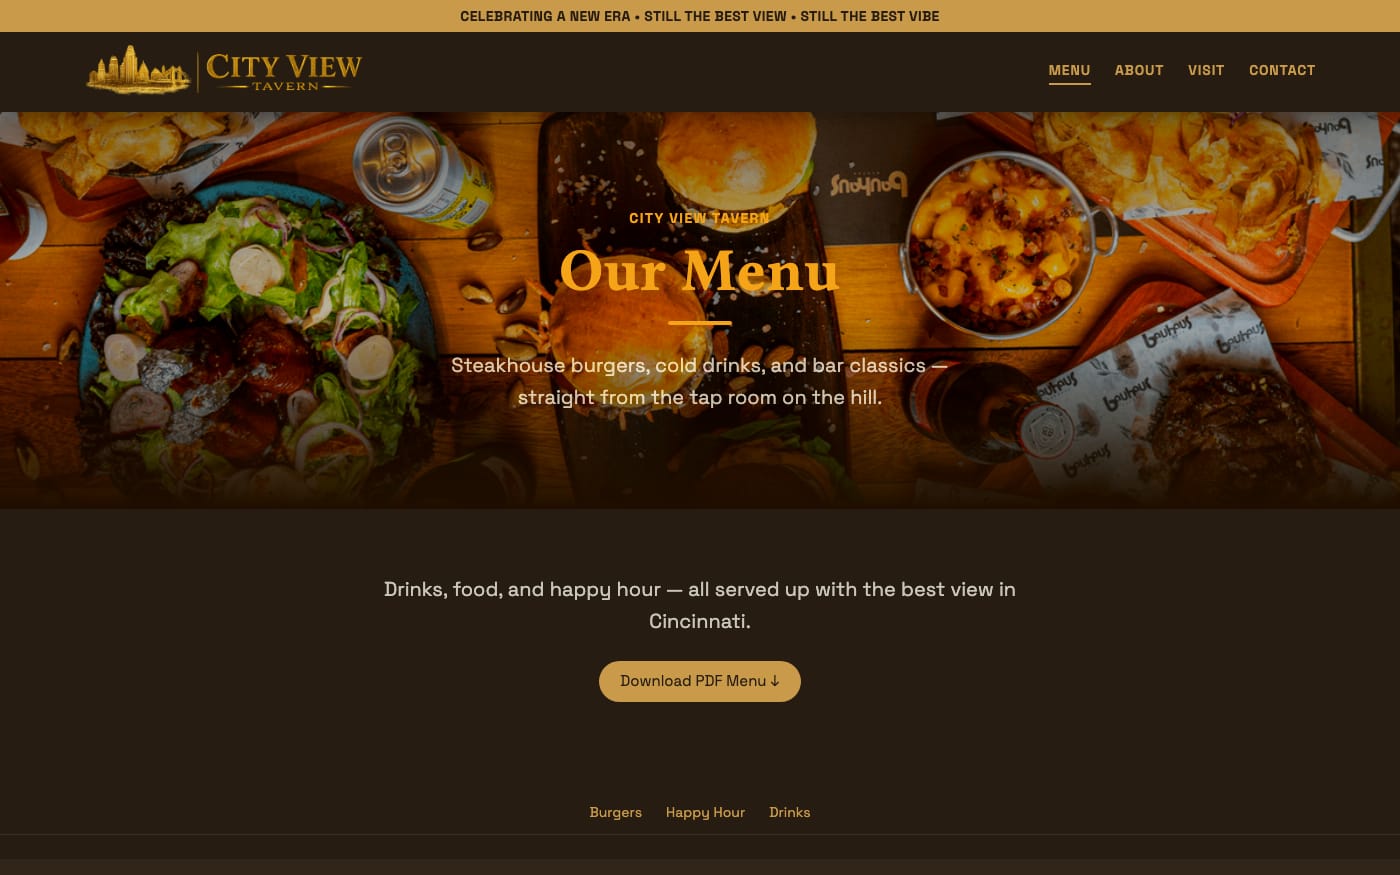 CELEBRATING A NEW ERA • STILL THE BEST VIEW • STILL THE BEST VIBE
CITY VIEW
TAVERN
MENU ABOUT VISIT CONTACT
CITY VIEW TAVERN
Our Menu
Steakhouse burgers, cold drinks, and bar classics —
straight from the tap room on the hill.
Drinks, food, and happy hour — all served up with the best view in
Cincinnati.
Download PDF Menu ↓
Burgers Happy Hour Drinks